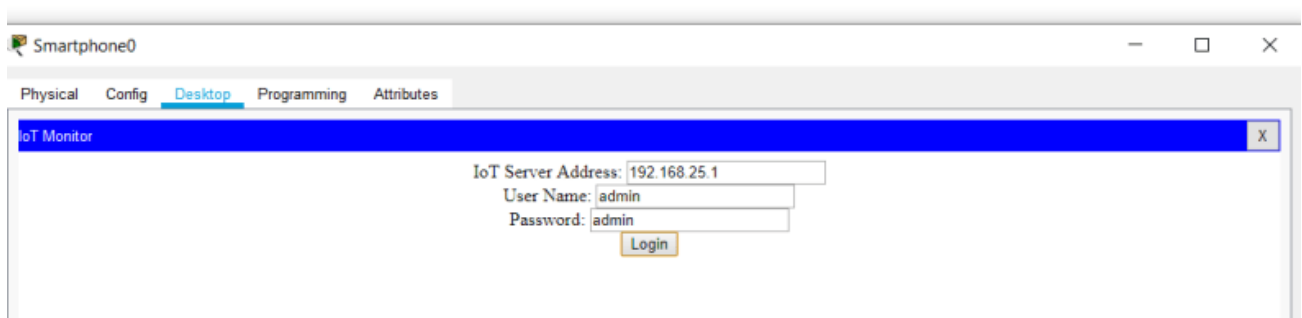 Smartphone0
Physical Config Desktop Programming Attributes
IoT Monitor X
IoT Server Address: 192.168.25.1
User Name: admin
Password: admin
Login